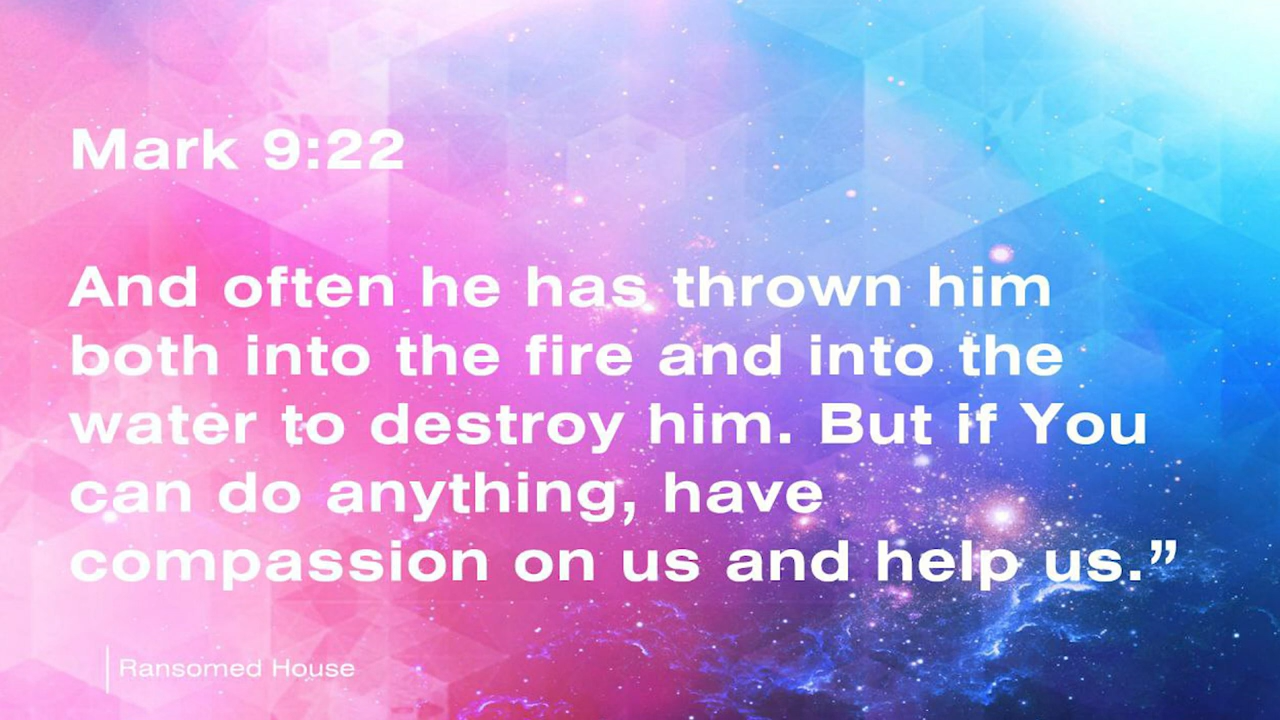 Mark 9:22
And often he has thrown him
both into the fire and into the
water to destroy him. But if You
can do anything, have
compassion on us and help us.”
Ransomed House